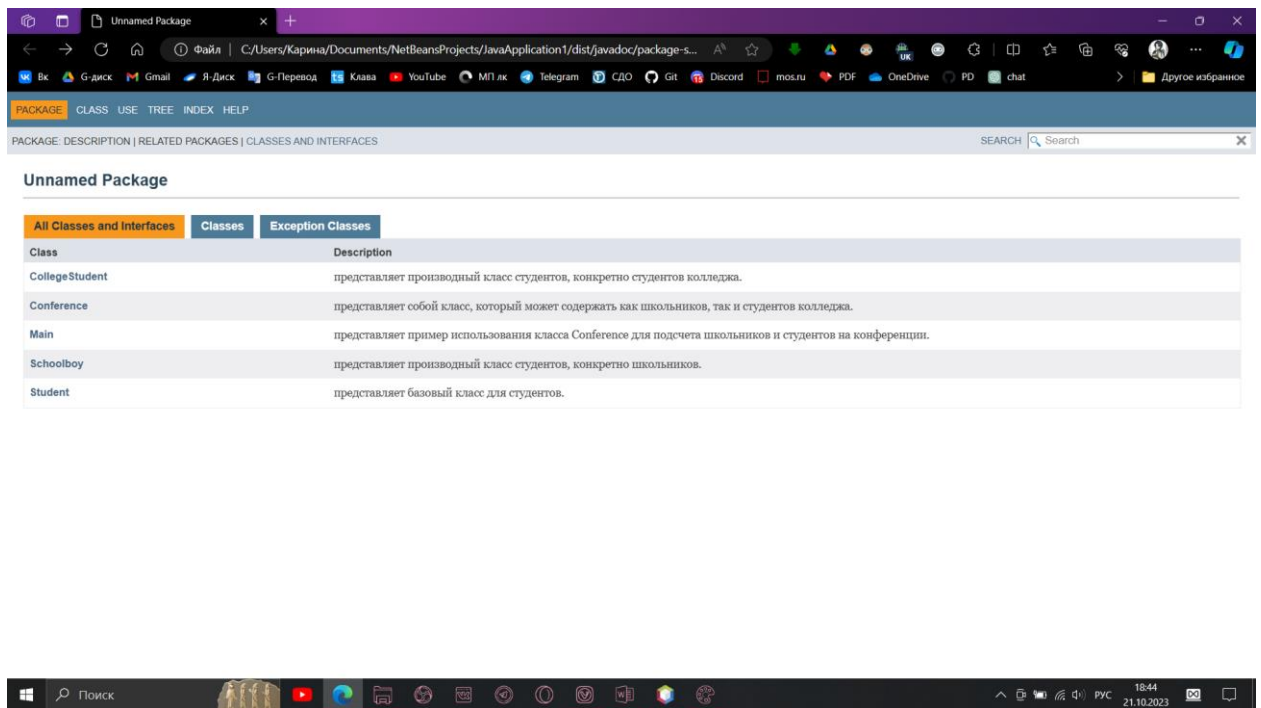 Unnamed Package
Файл | C:/Users/Карина/Documents/NetBeansProjects/JavaApplication1/dist/javadoc/package-s...
Вк G-диск Gmail Я-Диск G-Перевод Клава YouTube МП лк Telegram СДО Git Discord mos.ru PDF OneDrive PD chat Другое избранное
PACKAGE CLASS USE TREE INDEX HELP
PACKAGE: DESCRIPTION | RELATED PACKAGES | CLASSES AND INTERFACES SEARCH Search
Unnamed Package
All Classes and Interfaces Classes Exception Classes
Class Description
CollegeStudent представляет производный класс студентов, конкретно студентов колледжа.
Conference представляет собой класс, который может содержать как школьников, так и студентов колледжа.
Main представляет пример использования класса Conference для подсчета школьников и студентов на конференции.
Schoolboy представляет производный класс студентов, конкретно школьников.
Student представляет базовый класс для студентов.
Поиск РУС 18:44
21.10.2023